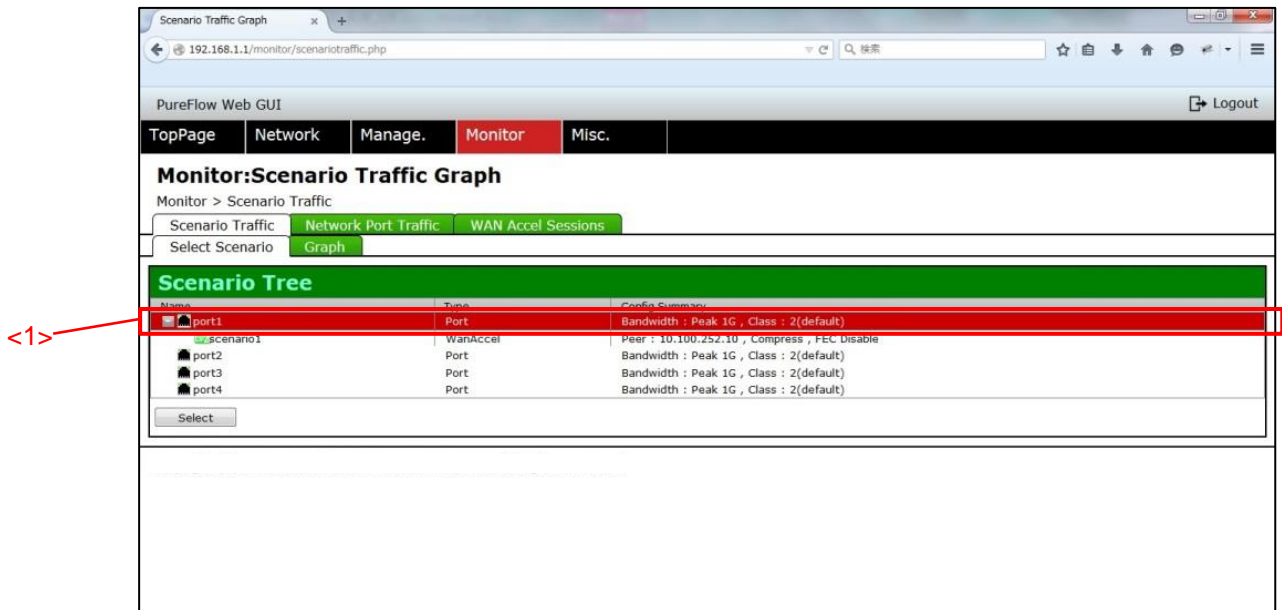 Scenario Traffic Graph × +
192.168.1.1/monitor/scenariotraffic.php 検索
PureFlow Web GUI Logout
TopPage Network Manage. Monitor Misc.
Monitor:Scenario Traffic Graph
Monitor > Scenario Traffic
Scenario Traffic Network Port Traffic WAN Accel Sessions
Select Scenario Graph
Scenario Tree
Name Type Config Summary
<1> port1 Port Bandwidth : Peak 1G , Class : 2(default)
scenario1 WanAccel Peer : 10.100.252.10 , Compress , FEC Disable
port2 Port Bandwidth : Peak 1G , Class : 2(default)
port3 Port Bandwidth : Peak 1G , Class : 2(default)
port4 Port Bandwidth : Peak 1G , Class : 2(default)
Select